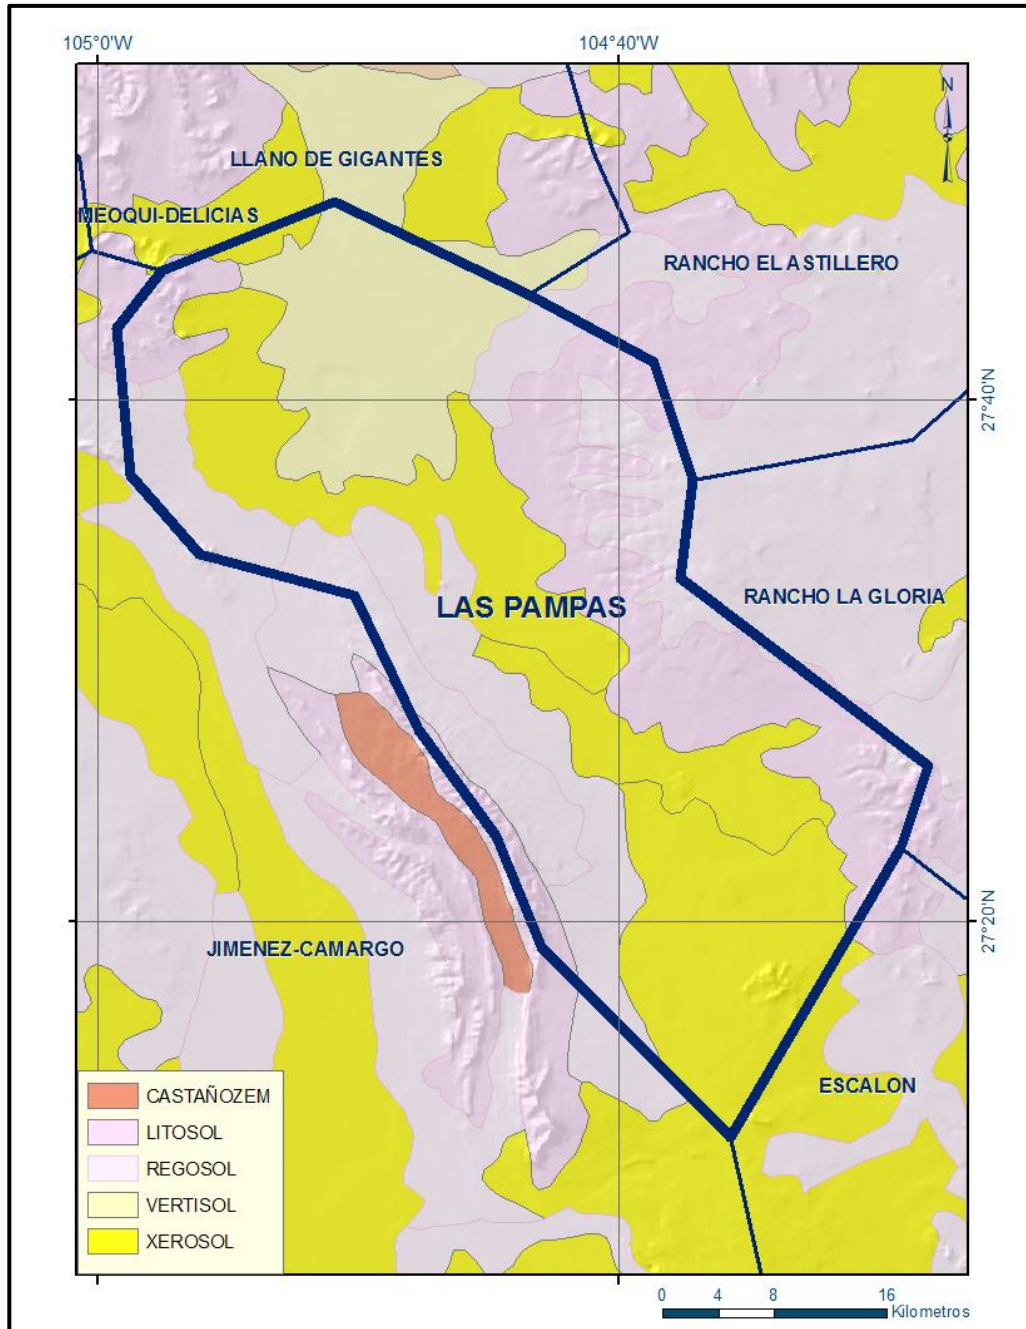 105°0'W
104°40'W
N
LLANO DE GIGANTES
MEOQUI-DELICIAS
RANCHO EL ASTILLERO
27°40'N
LAS PAMPAS
RANCHO LA GLORIA
27°20'N
JIMENEZ-CAMARGO
ESCALON
CASTAÑOZEM
LITOSOL
REGOSOL
VERTISOL
XEROSOL
0 4 8 16
Kilometros